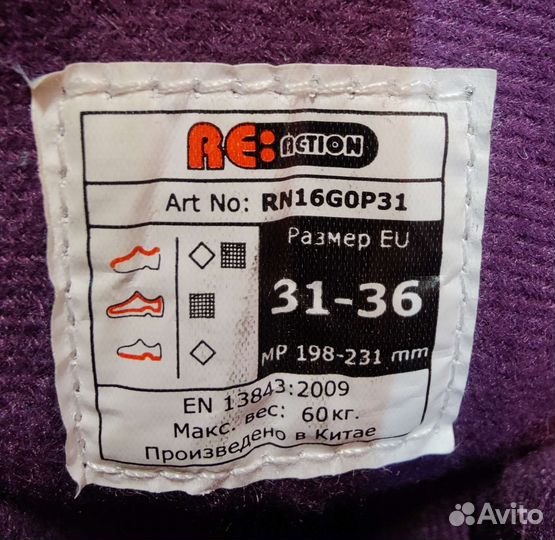 RE:ACTION
Art No: RN16G0P31
Размер EU
31-36
МР 198-231 mm
EN 13843:2009
Макс. вес: 60кг.
Произведено в Китае
Avito